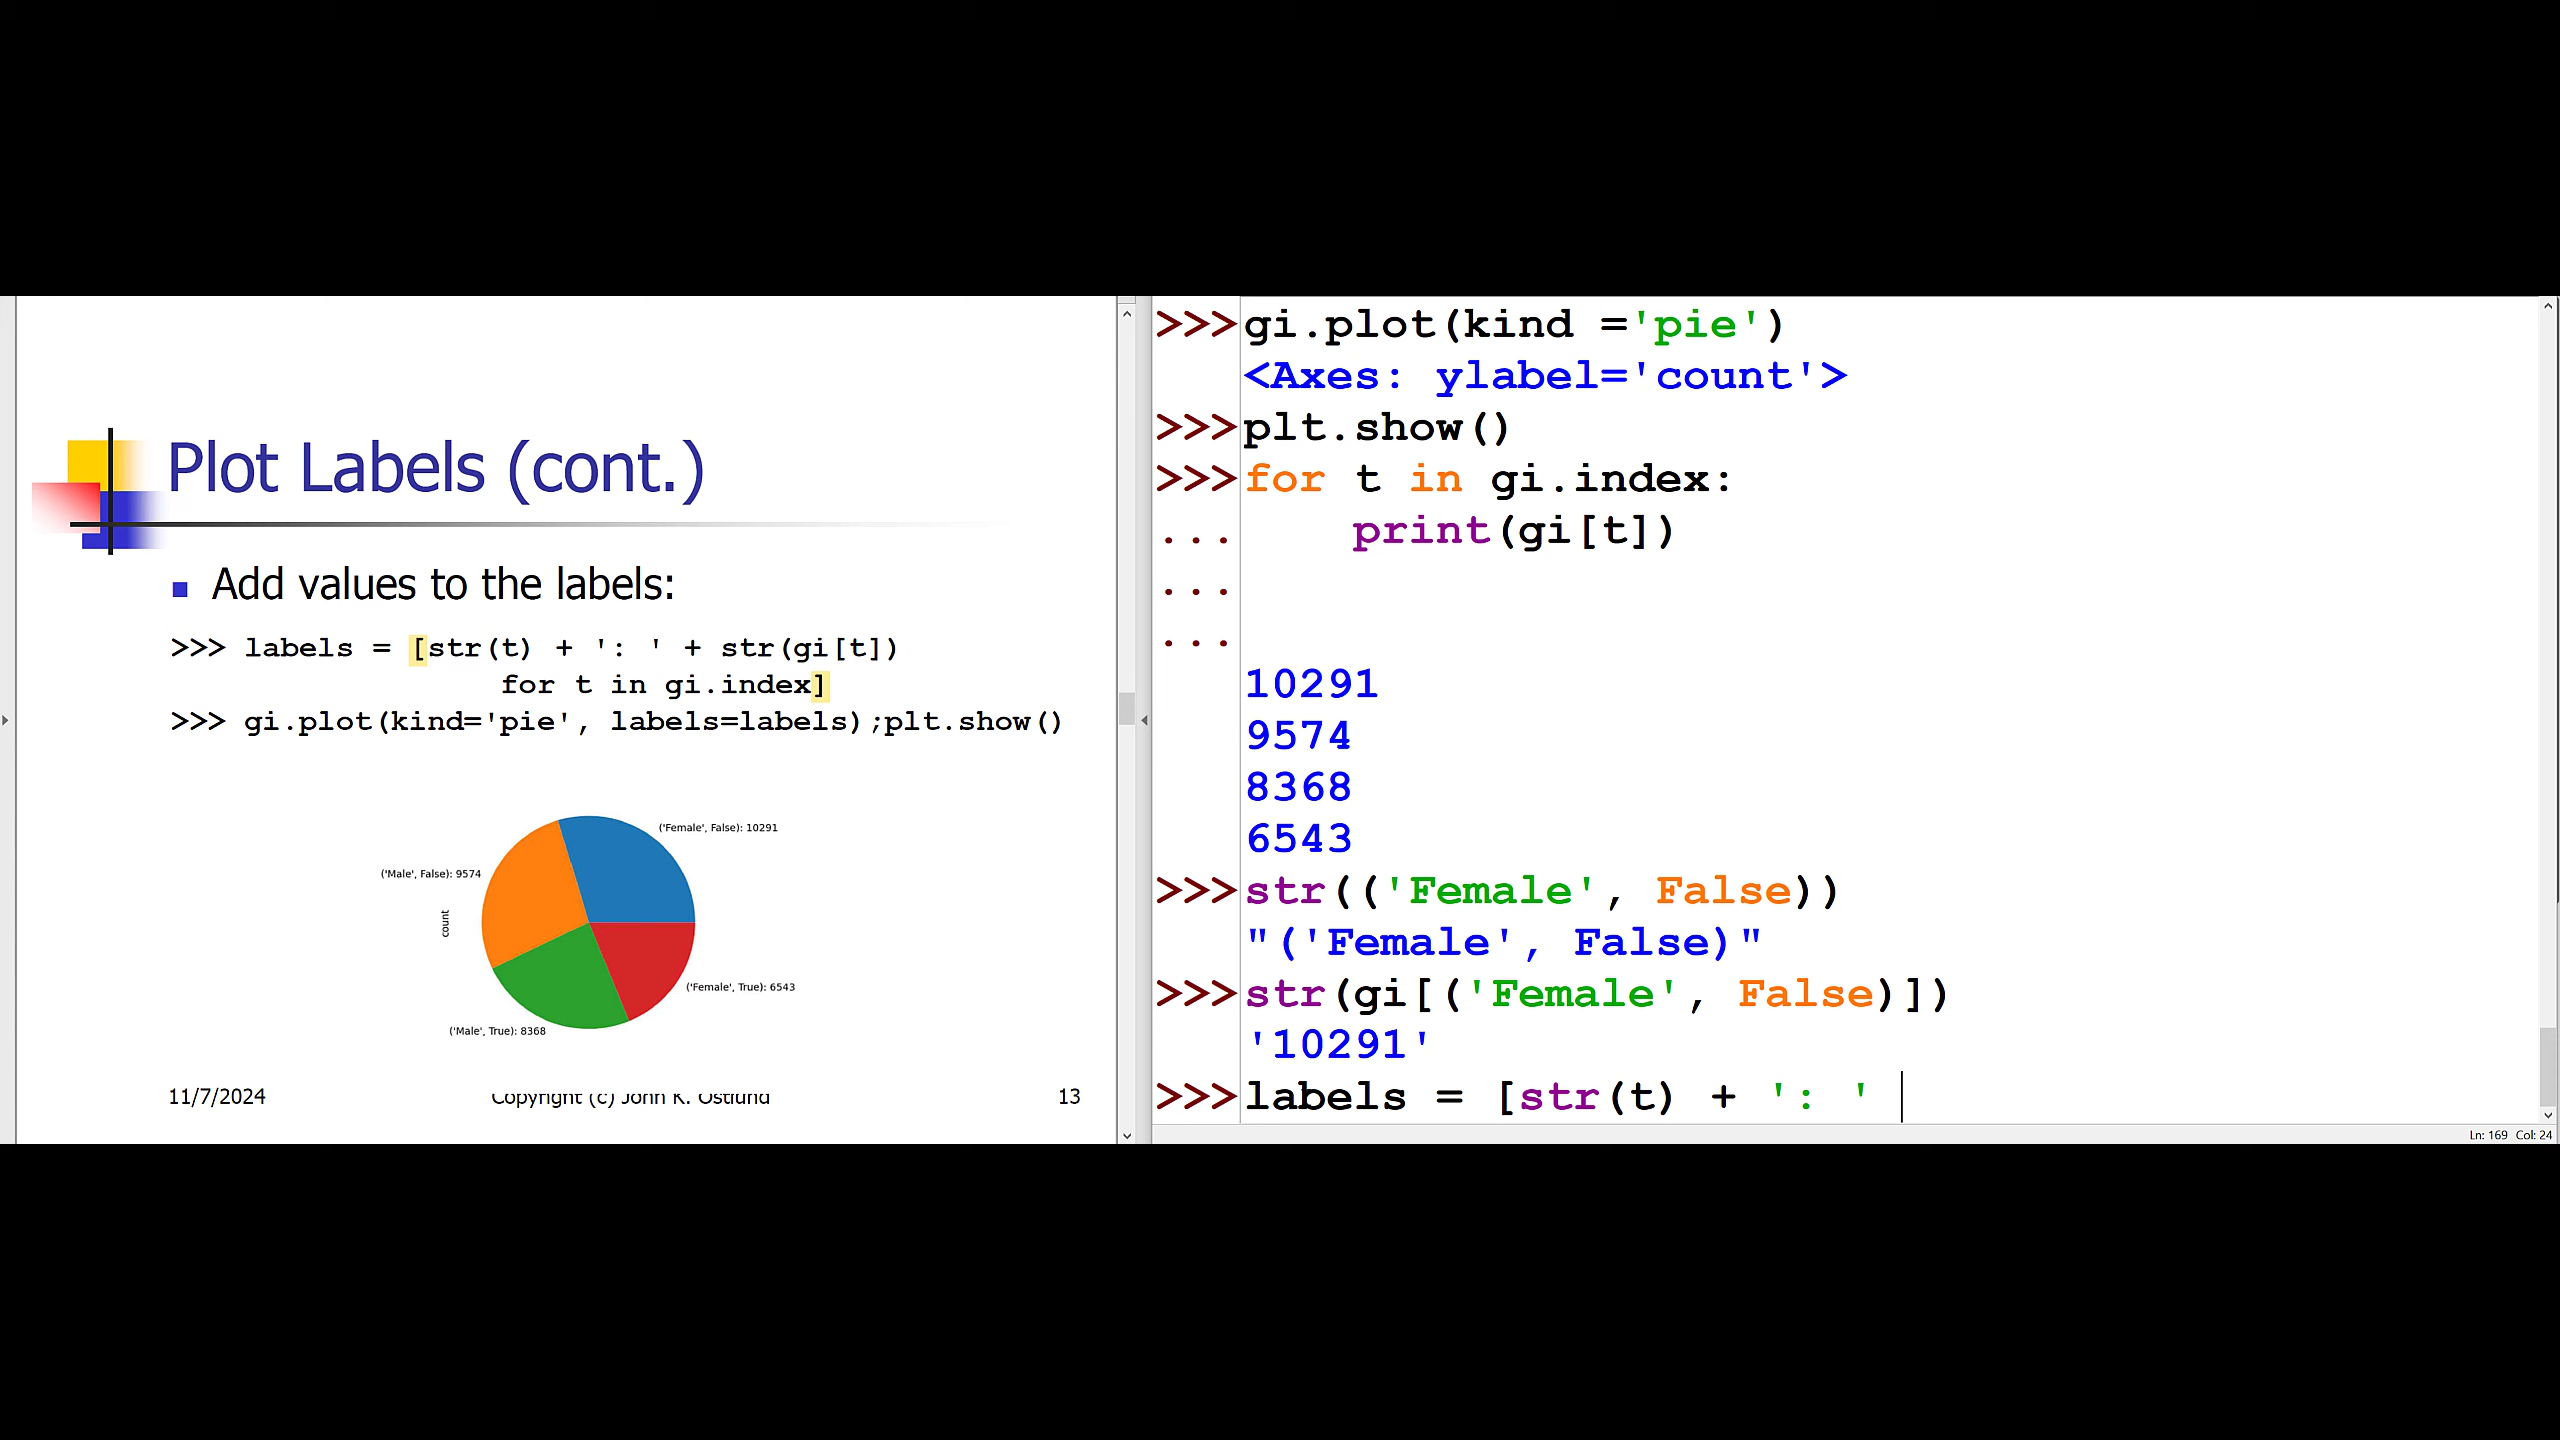 Plot Labels (cont.)
Add values to the labels:
>>> labels = [str(t) + ': ' + str(gi[t])
for t in gi.index]
>>> gi.plot(kind='pie', labels=labels);plt.show()
('Female', False): 10291
('Male', False): 9574
count
('Female', True): 6543
('Male', True): 8368
11/7/2024
Copyright (c) John K. Ostlund
13
>>>gi.plot(kind ='pie')
<Axes: ylabel='count'>
>>>plt.show()
>>>for t in gi.index:
... print(gi[t])
...
...
10291
9574
8368
6543
>>>str(('Female', False))
"('Female', False)"
>>>str(gi[('Female', False)])
'10291'
>>>labels = [str(t) + ': '
Ln: 169 Col: 24